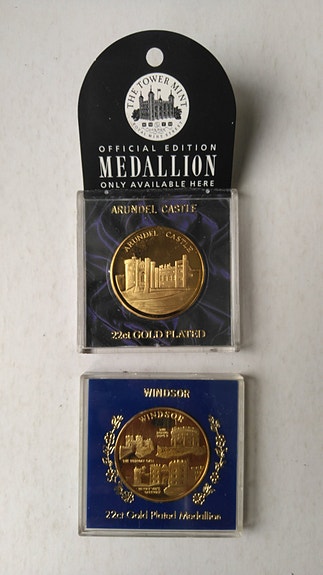 THE TOWER MINT
OFFICIAL EDITION
MEDALLION
ONLY AVAILABLE HERE
ARUNDEL CASTLE
ARUNDEL CASTLE
22ct GOLD PLATED
WINDSOR
WINDSOR
22ct Gold Plated Medallion